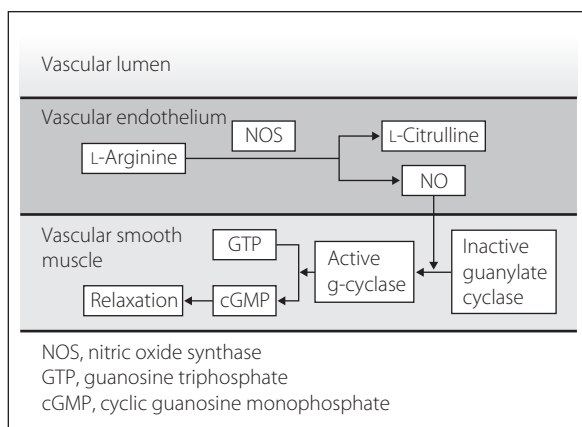 Vascular lumen
Vascular endothelium
NOS
L-Citrulline
L-Arginine
NO
Vascular smooth
muscle
GTP
Active
g-cyclase
Inactive
guanylate
cyclase
Relaxation
cGMP
NOS, nitric oxide synthase
GTP, guanosine triphosphate
cGMP, cyclic guanosine monophosphate